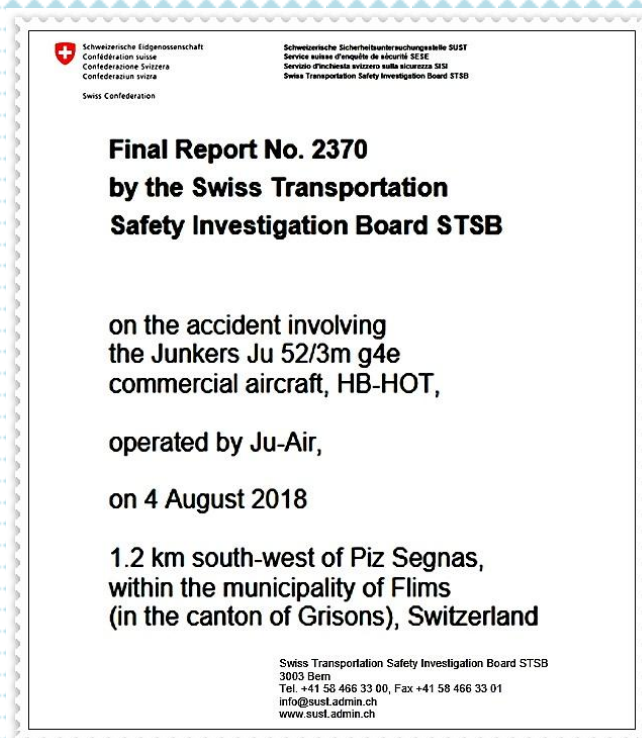 Schweizerische Eidgenossenschaft
Confédération suisse
Confederazione Svizzera
Confederaziun svizra
Swiss Confederation
Schweizerische Sicherheitsuntersuchungsstelle SUST
Service suisse d'enquête de sécurité SESE
Servizio d'inchiesta svizzero sulla sicurezza SISI
Swiss Transportation Safety Investigation Board STSB
Final Report No. 2370
by the Swiss Transportation
Safety Investigation Board STSB
on the accident involving
the Junkers Ju 52/3m g4e
commercial aircraft, HB-HOT,
operated by Ju-Air,
on 4 August 2018
1.2 km south-west of Piz Segnas,
within the municipality of Flims
(in the canton of Grisons), Switzerland
Swiss Transportation Safety Investigation Board STSB
3003 Bern
Tel. +41 58 466 33 00, Fax +41 58 466 33 01
info@sust.admin.ch
www.sust.admin.ch